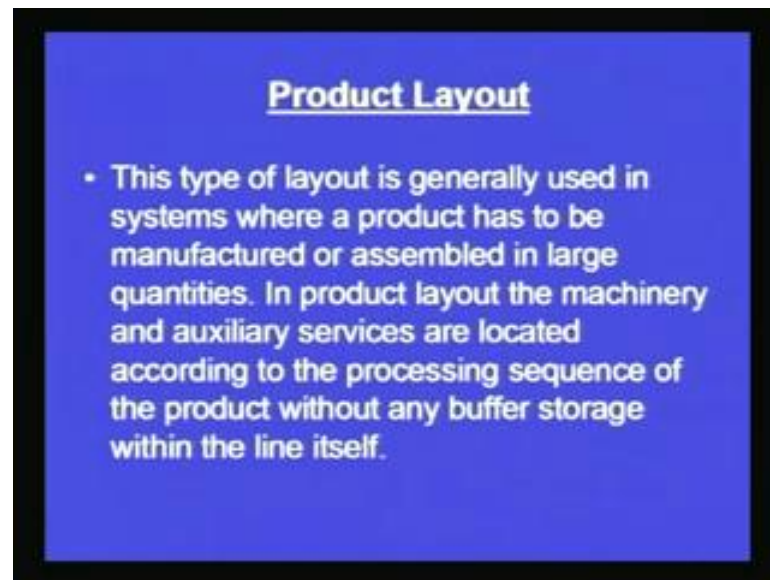 Product Layout
• This type of layout is generally used in
systems where a product has to be
manufactured or assembled in large
quantities. In product layout the machinery
and auxiliary services are located
according to the processing sequence of
the product without any buffer storage
within the line itself.